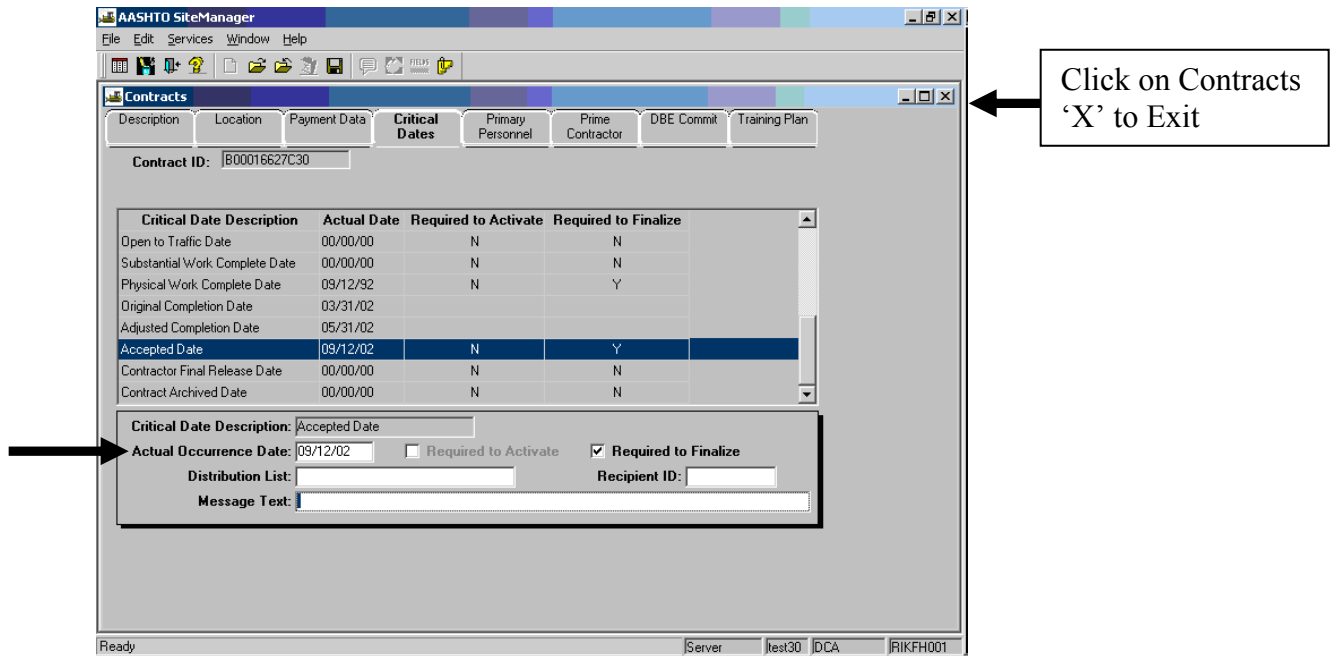 AASHTO SiteManager
File Edit Services Window Help
Contracts
Click on Contracts
‘X’ to Exit
Description Location Payment Data Critical Dates Primary Personnel Prime Contractor DBE Commit Training Plan
Contract ID: B00016627C30
Critical Date Description Actual Date Required to Activate Required to Finalize
Open to Traffic Date 00/00/00 N N
Substantial Work Complete Date 00/00/00 N N
Physical Work Complete Date 09/12/92 N Y
Original Completion Date 03/31/02
Adjusted Completion Date 05/31/02
Accepted Date 09/12/02 N Y
Contractor Final Release Date 00/00/00 N N
Contract Archived Date 00/00/00 N N
Critical Date Description: Accepted Date
Actual Occurrence Date: 09/12/02 Required to Activate Required to Finalize
Distribution List: Recipient ID:
Message Text:
Ready Server test30 DCA RIKFH001